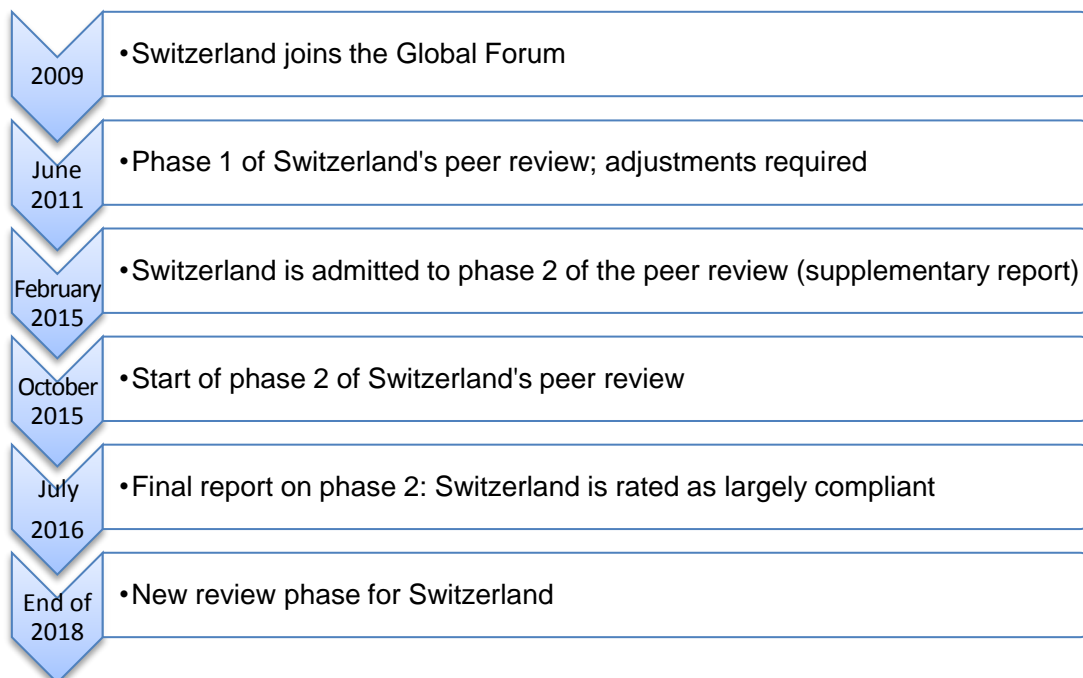 2009
•Switzerland joins the Global Forum
June
2011
•Phase 1 of Switzerland's peer review; adjustments required
February
2015
•Switzerland is admitted to phase 2 of the peer review (supplementary report)
October
2015
•Start of phase 2 of Switzerland's peer review
July
2016
•Final report on phase 2: Switzerland is rated as largely compliant
End of
2018
•New review phase for Switzerland